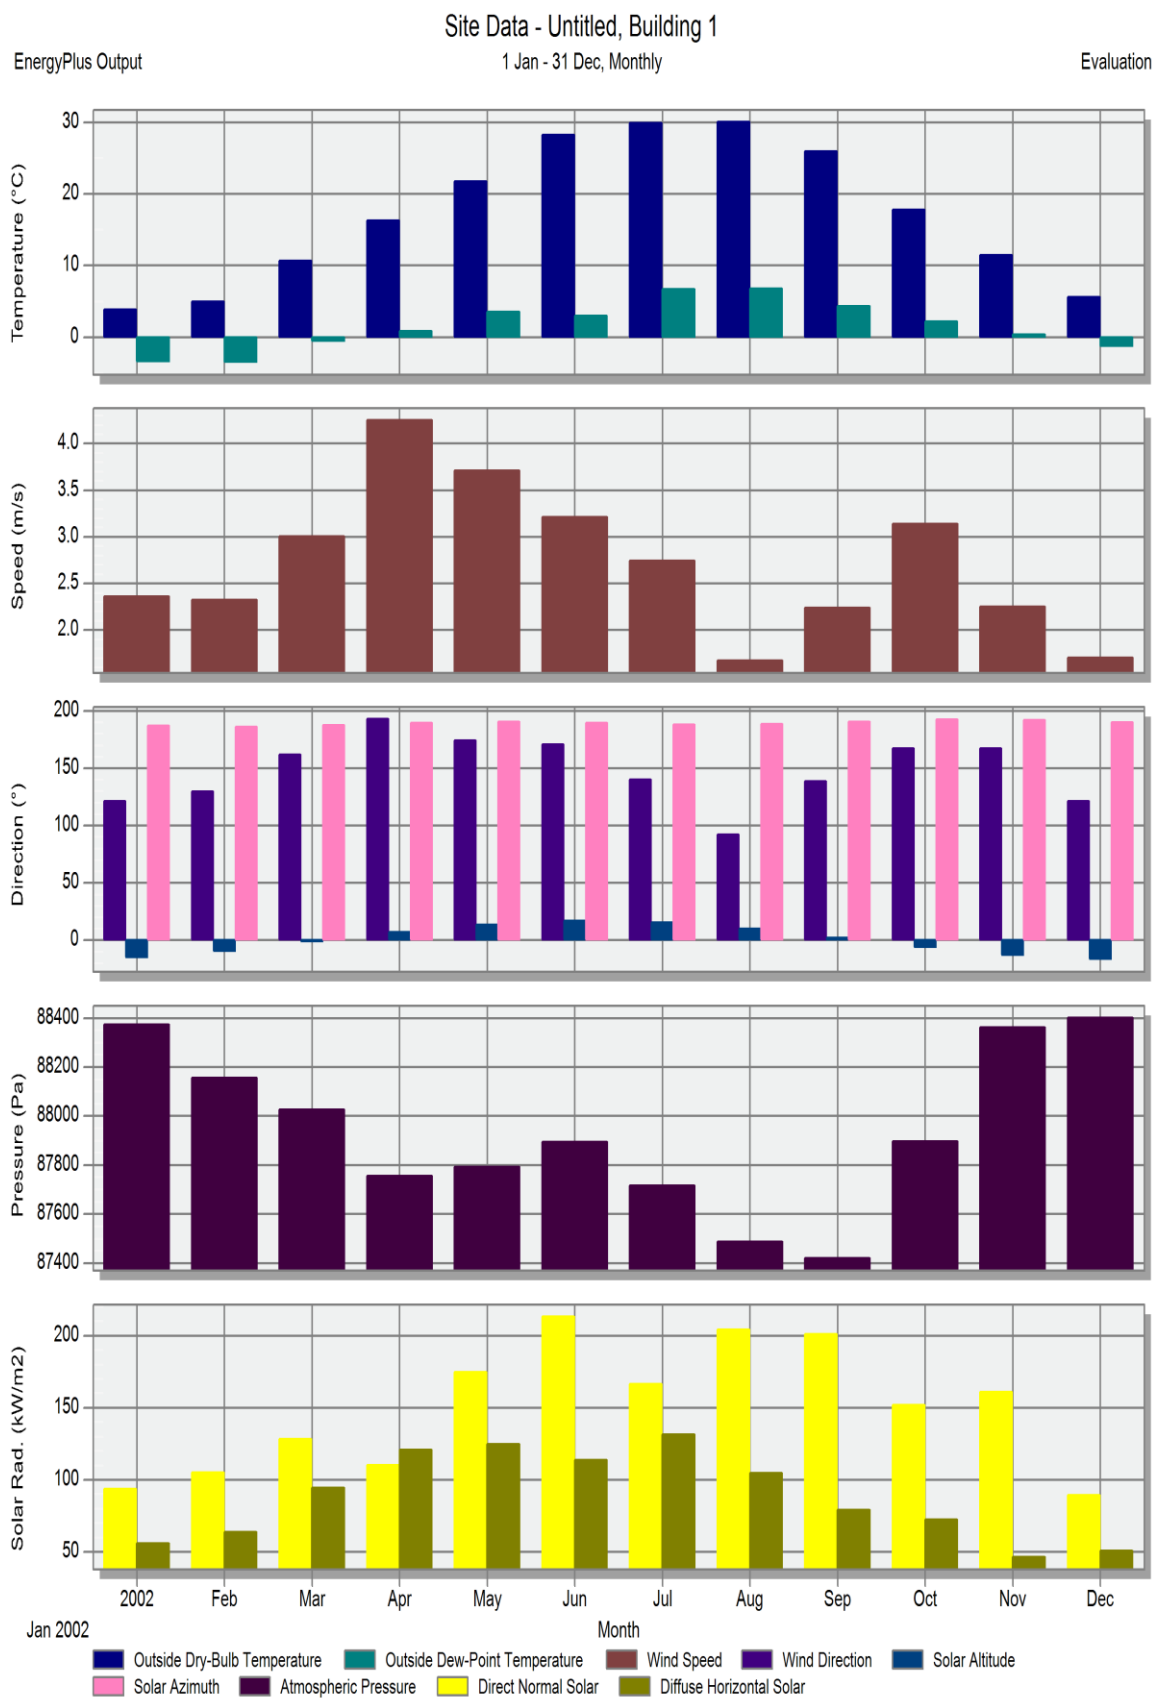 Site Data - Untitled, Building 1
EnergyPlus Output 1 Jan - 31 Dec, Monthly Evaluation
Temperature (°C)
30
20
10
0
Speed (m/s)
4.0
3.5
3.0
2.5
2.0
Direction (°)
200
150
100
50
0
Pressure (Pa)
88400
88200
88000
87800
87600
87400
Solar Rad. (kW/m2)
200
150
100
50
2002 Feb Mar Apr May Jun Jul Aug Sep Oct Nov Dec
Jan 2002 Month
Outside Dry-Bulb Temperature Outside Dew-Point Temperature Wind Speed Wind Direction Solar Altitude
Solar Azimuth Atmospheric Pressure Direct Normal Solar Diffuse Horizontal Solar